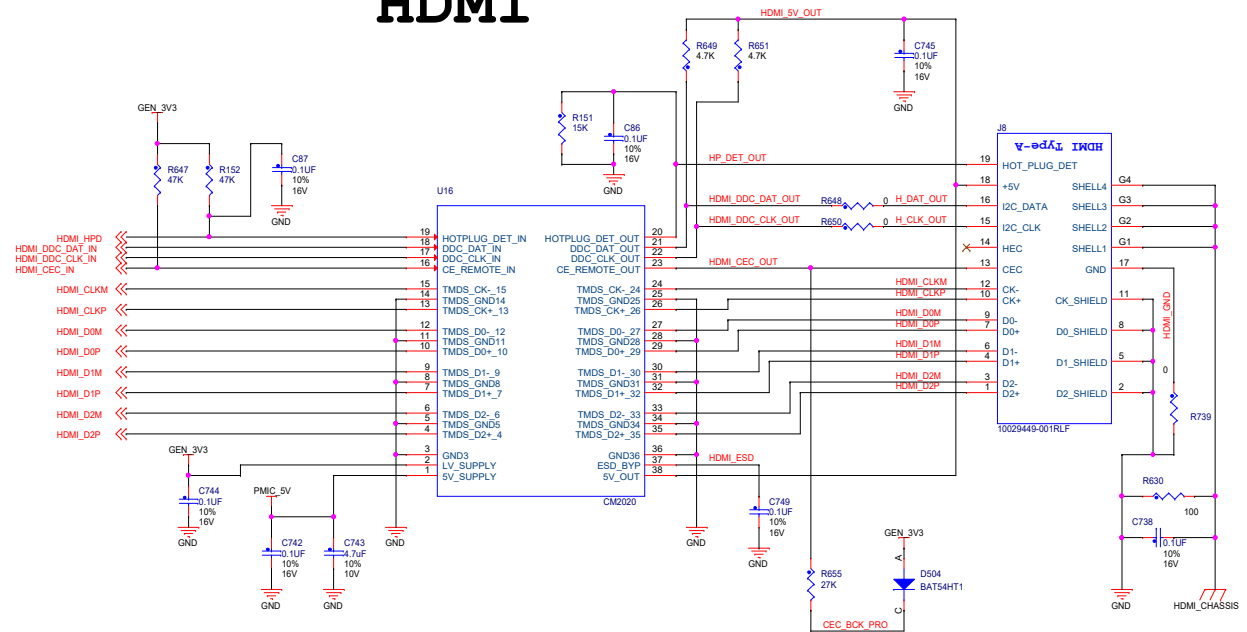 HDMI
HDMI_5V_OUT
R649
4.7K
R651
4.7K
C745
0.1UF
10%
16V
GND
GEN_3V3
R647
47K
R152
47K
C87
0.1UF
10%
16V
GND
R151
15K
C86
0.1UF
10%
16V
GND
J8
HDMI Type-A
HP_DET_OUT
19
HOT_PLUG_DET
18
+5V
SHELL4
G4
HDMI_DDC_DAT_OUT
R648
0
H_DAT_OUT
16
I2C_DATA
SHELL3
G3
HDMI_DDC_CLK_OUT
R650
0
H_CLK_OUT
15
I2C_CLK
SHELL2
G2
14
HEC
SHELL1
G1
HDMI_CEC_OUT
13
CEC
GND
17
HDMI_CLKM
12
CK-
HDMI_CLKP
10
CK+
CK_SHIELD
11
HDMI_D0M
9
D0-
HDMI_D0P
7
D0+
D0_SHIELD
8
HDMI_D1M
6
D1-
HDMI_D1P
4
D1+
D1_SHIELD
5
HDMI_D2M
3
D2-
HDMI_D2P
1
D2+
D2_SHIELD
2
10029449-001RLF
HDMI_GND
0
R739
U16
HDMI_HPD
19
HOTPLUG_DET_IN
HOTPLUG_DET_OUT
20
HDMI_DDC_DAT_IN
18
DDC_DAT_IN
DDC_DAT_OUT
21
HDMI_DDC_CLK_IN
17
DDC_CLK_IN
DDC_CLK_OUT
22
HDMI_CEC_IN
16
CE_REMOTE_IN
CE_REMOTE_OUT
23
HDMI_CLKM
15
TMDS_CK-_15
TMDS_CK-_24
24
14
TMDS_GND14
TMDS_GND25
25
HDMI_CLKP
13
TMDS_CK+_13
TMDS_CK+_26
26
HDMI_D0M
12
TMDS_D0-_12
TMDS_D0-_27
27
11
TMDS_GND11
TMDS_GND28
28
HDMI_D0P
10
TMDS_D0+_10
TMDS_D0+_29
29
HDMI_D1M
9
TMDS_D1-_9
TMDS_D1-_30
30
8
TMDS_GND8
TMDS_GND31
31
HDMI_D1P
7
TMDS_D1+_7
TMDS_D1+_32
32
HDMI_D2M
6
TMDS_D2-_6
TMDS_D2-_33
33
5
TMDS_GND5
TMDS_GND34
34
HDMI_D2P
4
TMDS_D2+_4
TMDS_D2+_35
35
3
GND3
GND36
36
2
LV_SUPPLY
ESD_BYP
37
HDMI_ESD
1
5V_SUPPLY
5V_OUT
38
CM2020
GEN_3V3
C744
0.1UF
10%
16V
GND
PMIC_5V
C742
0.1UF
10%
16V
GND
C743
4.7uF
10%
10V
GND
GND
GND
C749
0.1UF
10%
16V
GND
R655
27K
GEN_3V3
A
D504
BAT54HT1
C
CEC_BCK_PRO
R630
100
C738
0.1UF
10%
16V
GND
HDMI_CHASSIS